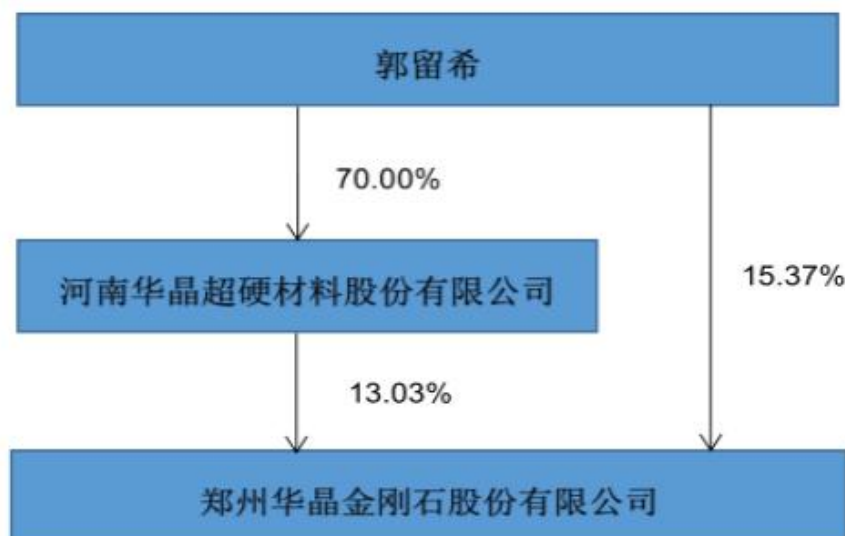 郭留希
70.00%
河南华晶超硬材料股份有限公司
15.37%
13.03%
郑州华晶金刚石股份有限公司